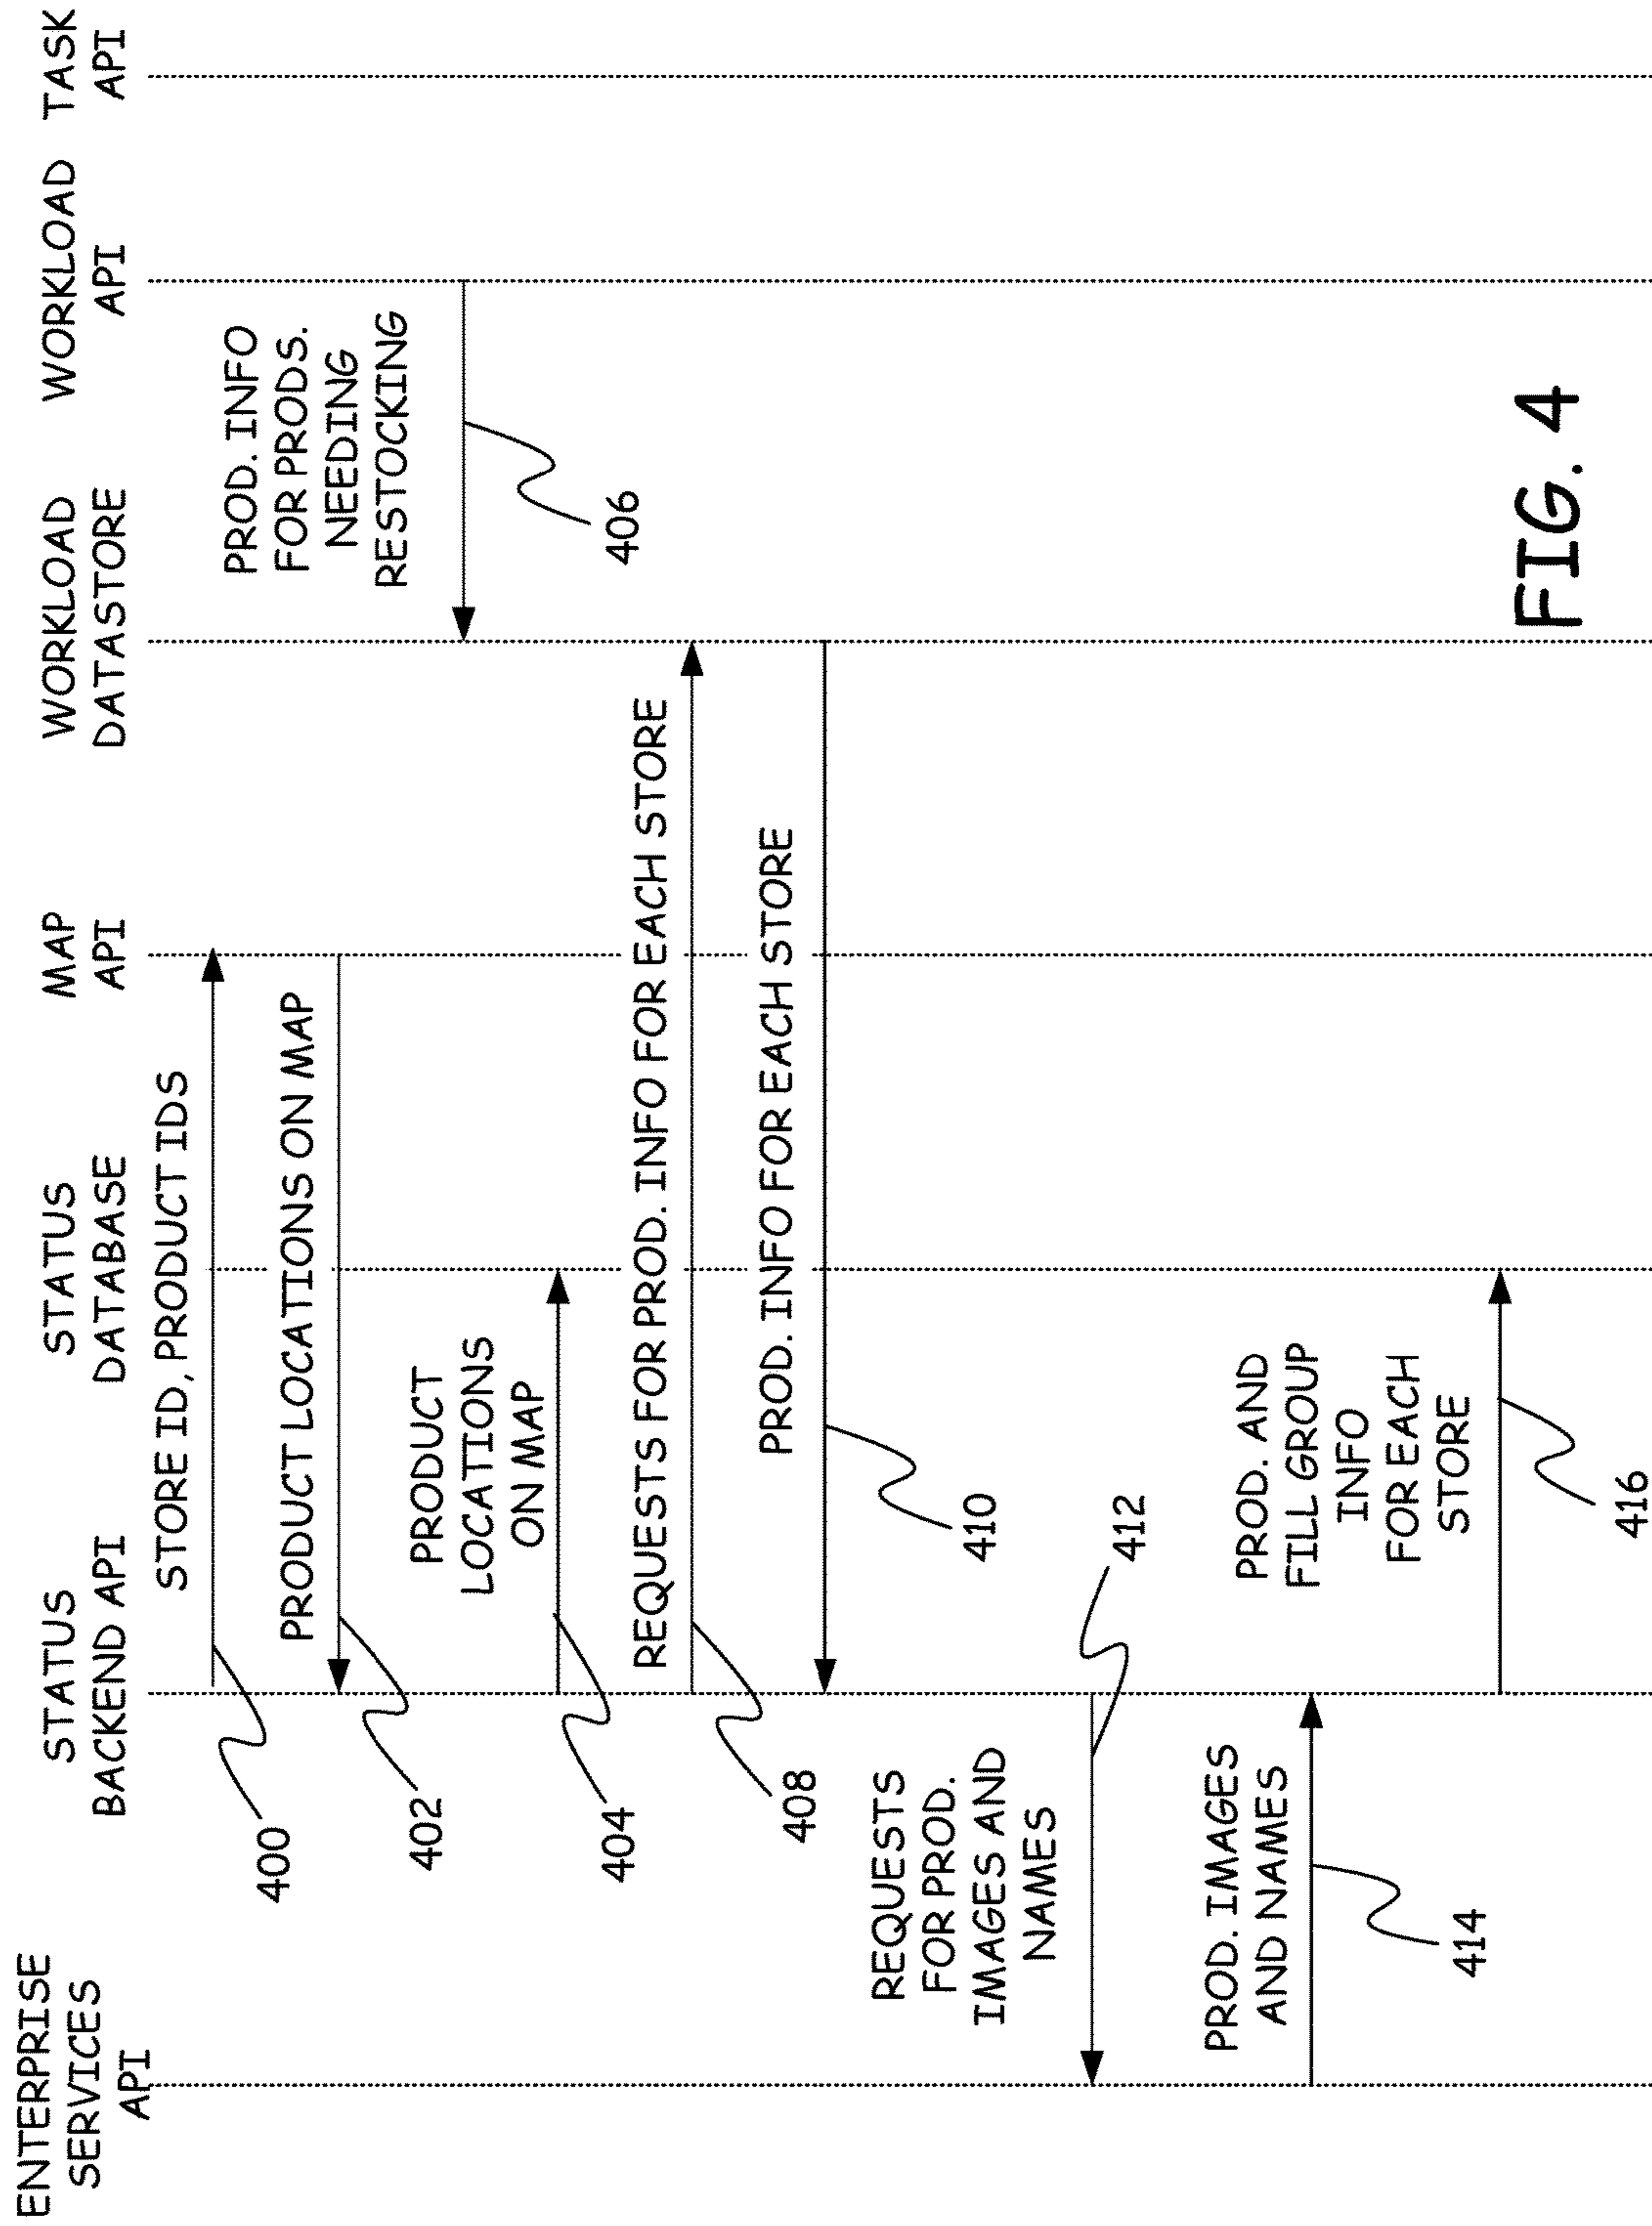 ENTERPRISE
SERVICES
API
STATUS
BACKEND API
STATUS
DATABASE
MAP
API
WORKLOAD
DATASTORE
WORKLOAD
API
TASK
API
STORE ID, PRODUCT IDS
400
PRODUCT LOCATIONS ON MAP
402
PRODUCT
LOCATIONS
ON MAP
404
PROD. INFO
FOR PRODS.
NEEDING
RESTOCKING
406
REQUESTS FOR PROD. INFO FOR EACH STORE
408
PROD. INFO FOR EACH STORE
410
REQUESTS
FOR PROD.
IMAGES AND
NAMES
412
PROD. IMAGES
AND NAMES
414
PROD. AND
FILL GROUP
INFO
FOR EACH
STORE
416
FIG. 4